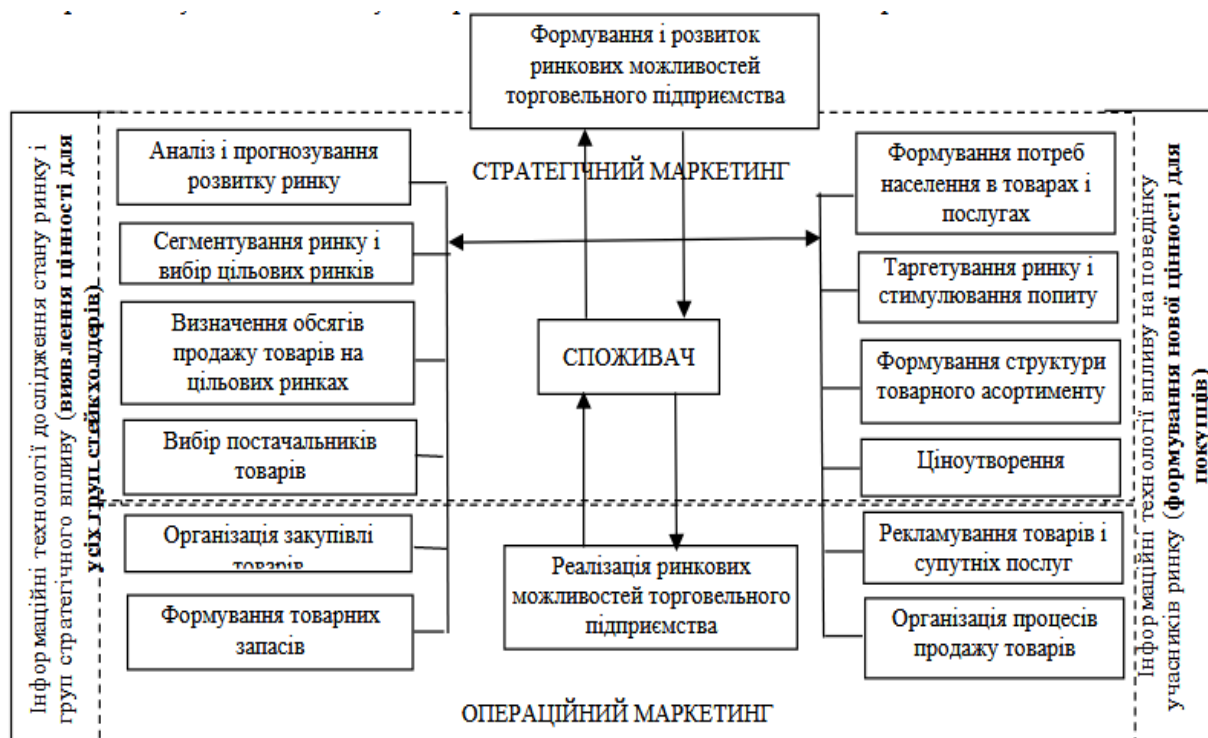 Формування і розвиток
ринкових можливостей
торговельного підприємства
СТРАТЕГІЧНИЙ МАРКЕТИНГ
Інформаційні технології дослідження стану ринку і
груп стратегічного впливу (виявлення цінності для
усіх груп стейкхолдерів)
Аналіз і прогнозування
розвитку ринку
Сегментування ринку і
вибір цільових ринків
Визначення обсягів
продажу товарів на
цільових ринках
Вибір постачальників
товарів
Організація закупівлі
товарів
Формування товарних
запасів
СПОЖИВАЧ
Реалізація ринкових
можливостей торговельного
підприємства
Формування потреб
населення в товарах і
послугах
Таргетування ринку і
стимулювання попиту
Формування структури
товарного асортименту
Ціноутворення
Рекламування товарів і
супутніх послуг
Організація процесів
продажу товарів
Інформаційні технології впливу на поведінку
учасників ринку (формування нової цінності для
покупців)
ОПЕРАЦІЙНИЙ МАРКЕТИНГ